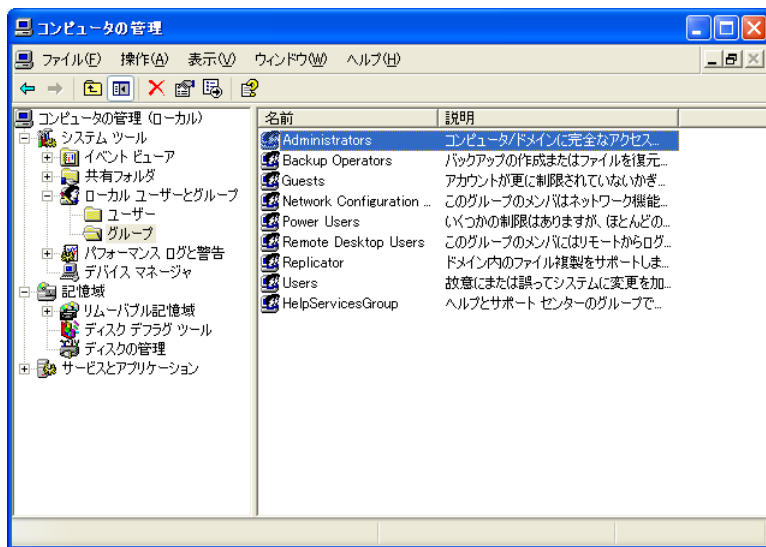 コンピュータの管理
ファイル(F) 操作(A) 表示(V) ウィンドウ(W) ヘルプ(H)
コンピュータの管理 (ローカル)
システム ツール
イベント ビューア
共有フォルダ
ローカル ユーザーとグループ
ユーザー
グループ
パフォーマンス ログと警告
デバイス マネージャ
記憶域
リムーバブル記憶域
ディスク デフラグ ツール
ディスクの管理
サービスとアプリケーション
名前 説明
Administrators コンピュータ/ドメインに完全なアクセス...
Backup Operators バックアップの作成またはファイルを復元...
Guests アカウントが更に制限されていないかぎ...
Network Configuration ... このグループのメンバはネットワーク機能...
Power Users いくつかの制限はありますが、ほとんどの...
Remote Desktop Users このグループのメンバにはリモートからログ...
Replicator ドメイン内のファイル複製をサポートしま...
Users 故意にまたは誤ってシステムに変更を加...
HelpServicesGroup ヘルプとサポート センターのグループで...